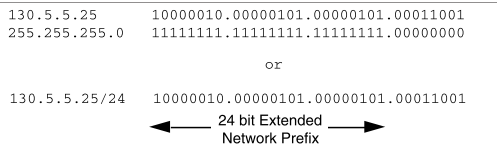 130.5.5.25 10000010.00000101.00000101.00011001
255.255.255.0 11111111.11111111.11111111.00000000
or
130.5.5.25/24 10000010.00000101.00000101.00011001
24 bit Extended
Network Prefix